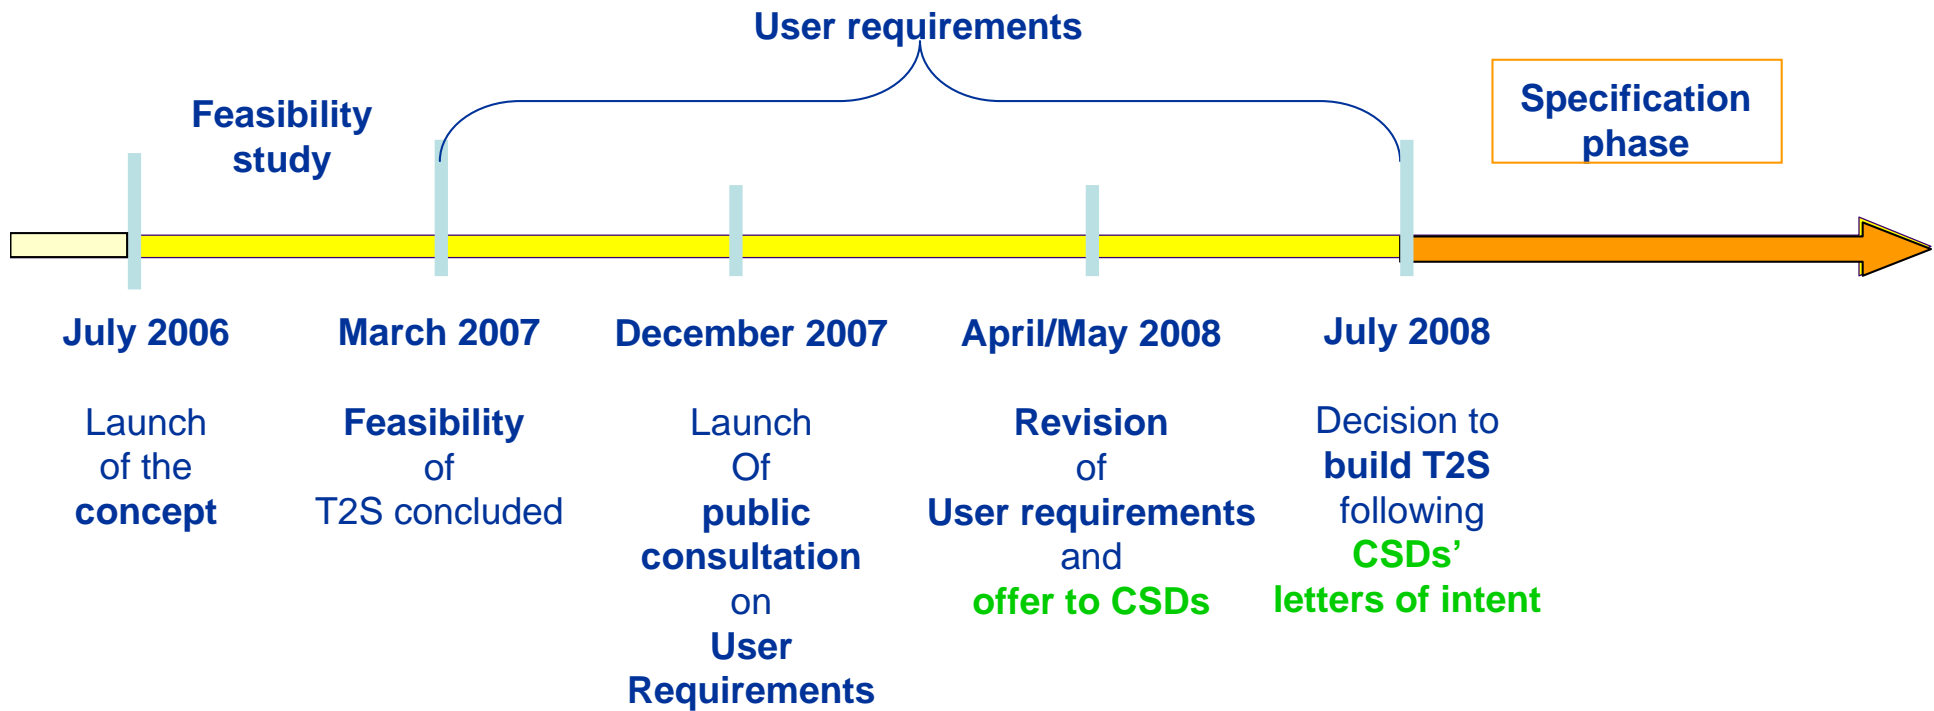 User requirements
Feasibility
study
Specification
phase
July 2006
March 2007
December 2007
April/May 2008
July 2008
Launch
of the
concept
Feasibility
of
T2S concluded
Launch
Of
public
consultation
on
User
Requirements
Revision
of
User requirements
and
offer to CSDs
Decision to
build T2S
following
CSDs’
letters of intent